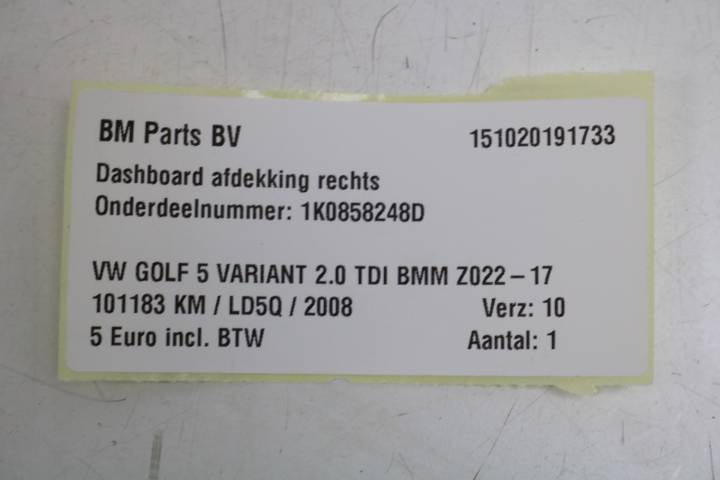 BM Parts BV 151020191733
Dashboard afdekking rechts
Onderdeelnummer: 1K0858248D
VW GOLF 5 VARIANT 2.0 TDI BMM Z022-17
101183 KM / LD5Q / 2008 Verz: 10
5 Euro incl. BTW Aantal: 1